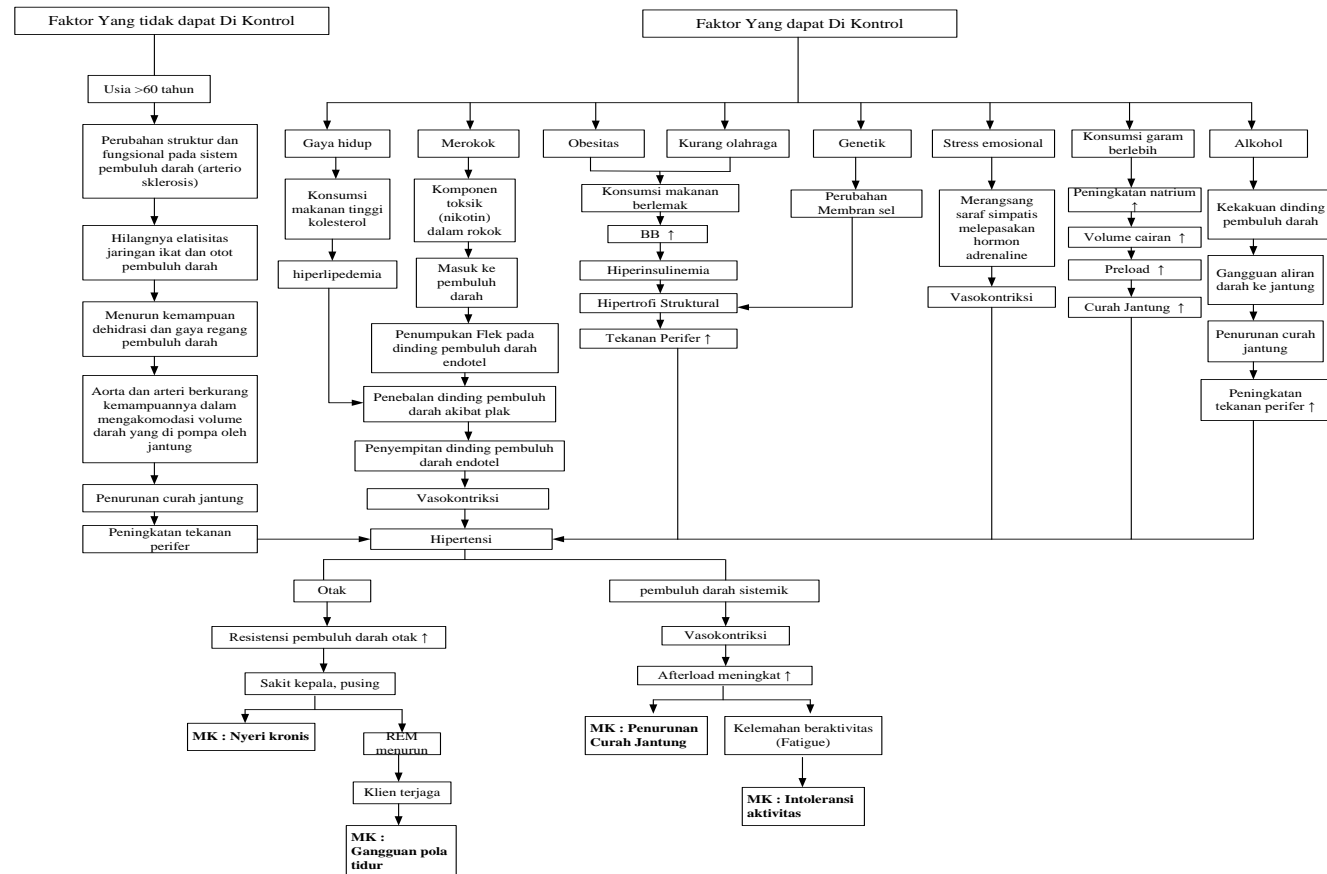 Faktor Yang tidak dapat Di Kontrol
Faktor Yang dapat Di Kontrol
Usia >60 tahun
Perubahan struktur dan
fungsional pada sistem
pembuluh darah (arterio
sklerosis)
Hilangnya elatisitas
jaringan ikat dan otot
pembuluh darah
Menurun kemampuan
dehidrasi dan gaya regang
pembuluh darah
Aorta dan arteri berkurang
kemampuannya dalam
mengakomodasi volume
darah yang di pompa oleh
jantung
Penurunan curah jantung
Peningkatan tekanan
perifer
Gaya hidup
Konsumsi
makanan tinggi
kolesterol
hiperlipedemia
Merokok
Komponen
toksik
(nikotin)
dalam rokok
Masuk ke
pembuluh
darah
Penumpukan Flek pada
dinding pembuluh darah
endotel
Penebalan dinding pembuluh
darah akibat plak
Penyempitan dinding pembuluh
darah endotel
Vasokontriksi
Obesitas
Kurang olahraga
Konsumsi makanan
berlemak
BB ↑
Hiperinsulinemia
Hipertrofi Struktural
Tekanan Perifer ↑
Genetik
Perubahan
Membran sel
Stress emosional
Merangsang
saraf simpatis
melepasakan
hormon
adrenaline
Vasokontriksi
Konsumsi garam
berlebih
Peningkatan natrium
↑
Volume cairan ↑
Preload ↑
Curah Jantung ↑
Alkohol
Kekakuan dinding
pembuluh darah
Gangguan aliran
darah ke jantung
Penurunan curah
jantung
Peningkatan
tekanan perifer ↑
Hipertensi
Otak
Resistensi pembuluh darah otak ↑
Sakit kepala, pusing
MK : Nyeri kronis
REM
menurun
Klien terjaga
MK :
Gangguan pola
tidur
pembuluh darah sistemik
Vasokontriksi
Afterload meningkat ↑
MK : Penurunan
Curah Jantung
Kelemahan beraktivitas
(Fatigue)
MK : Intoleransi
aktivitas